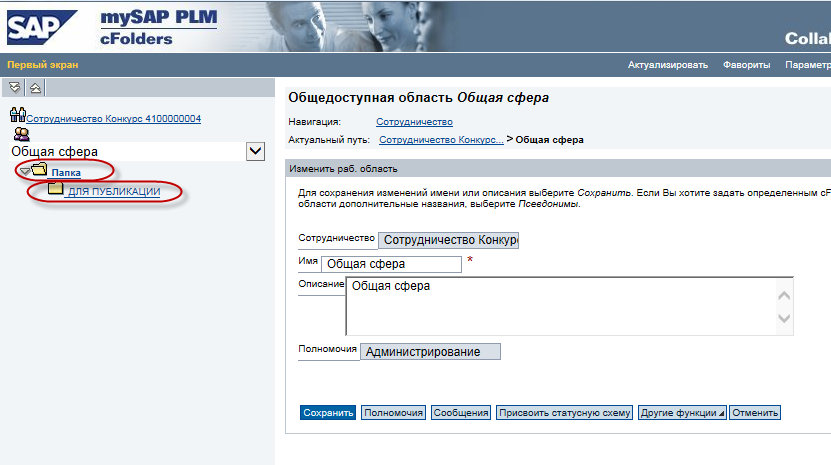 SAP
mySAP PLM
cFolders
Colla
Первый экран
Актуализировать Фавориты Параметр
Сотрудничество Конкурс 4100000004
Общая сфера
Папка
ДЛЯ ПУБЛИКАЦИИ
Общедоступная область Общая сфера
Навигация: Сотрудничество
Актуальный путь: Сотрудничество Конкурс... > Общая сфера
Изменить раб. область
Для сохранения изменений имени или описания выберите Сохранить. Если Вы хотите задать определенным cF
области дополнительные названия, выберите Псевдонимы.
Сотрудничество Сотрудничество Конкурс
Имя Общая сфера *
Описание Общая сфера
Полномочия Администрирование
Сохранить Полномочия Сообщения Присвоить статусную схему Другие функции Отменить